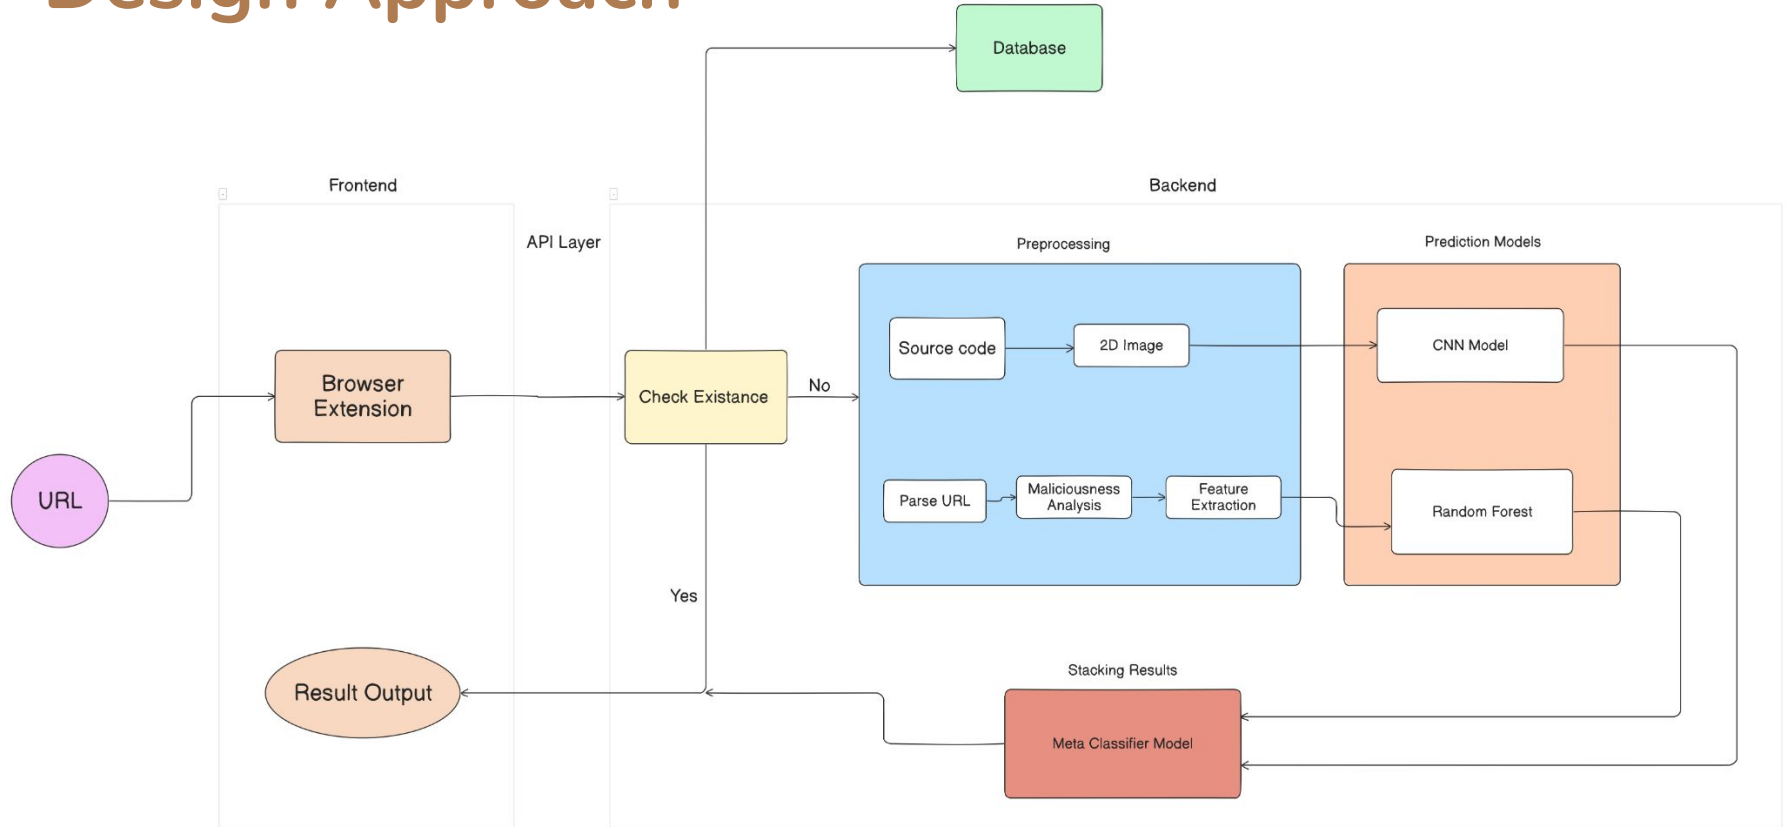 Design Approach
Database
Frontend
Backend
API Layer
Preprocessing
Prediction Models
Source code
2D Image
CNN Model
Browser
Extension
Check Existance
No
URL
Parse URL
Maliciousness
Analysis
Feature
Extraction
Random Forest
Yes
Result Output
Stacking Results
Meta Classifier Model